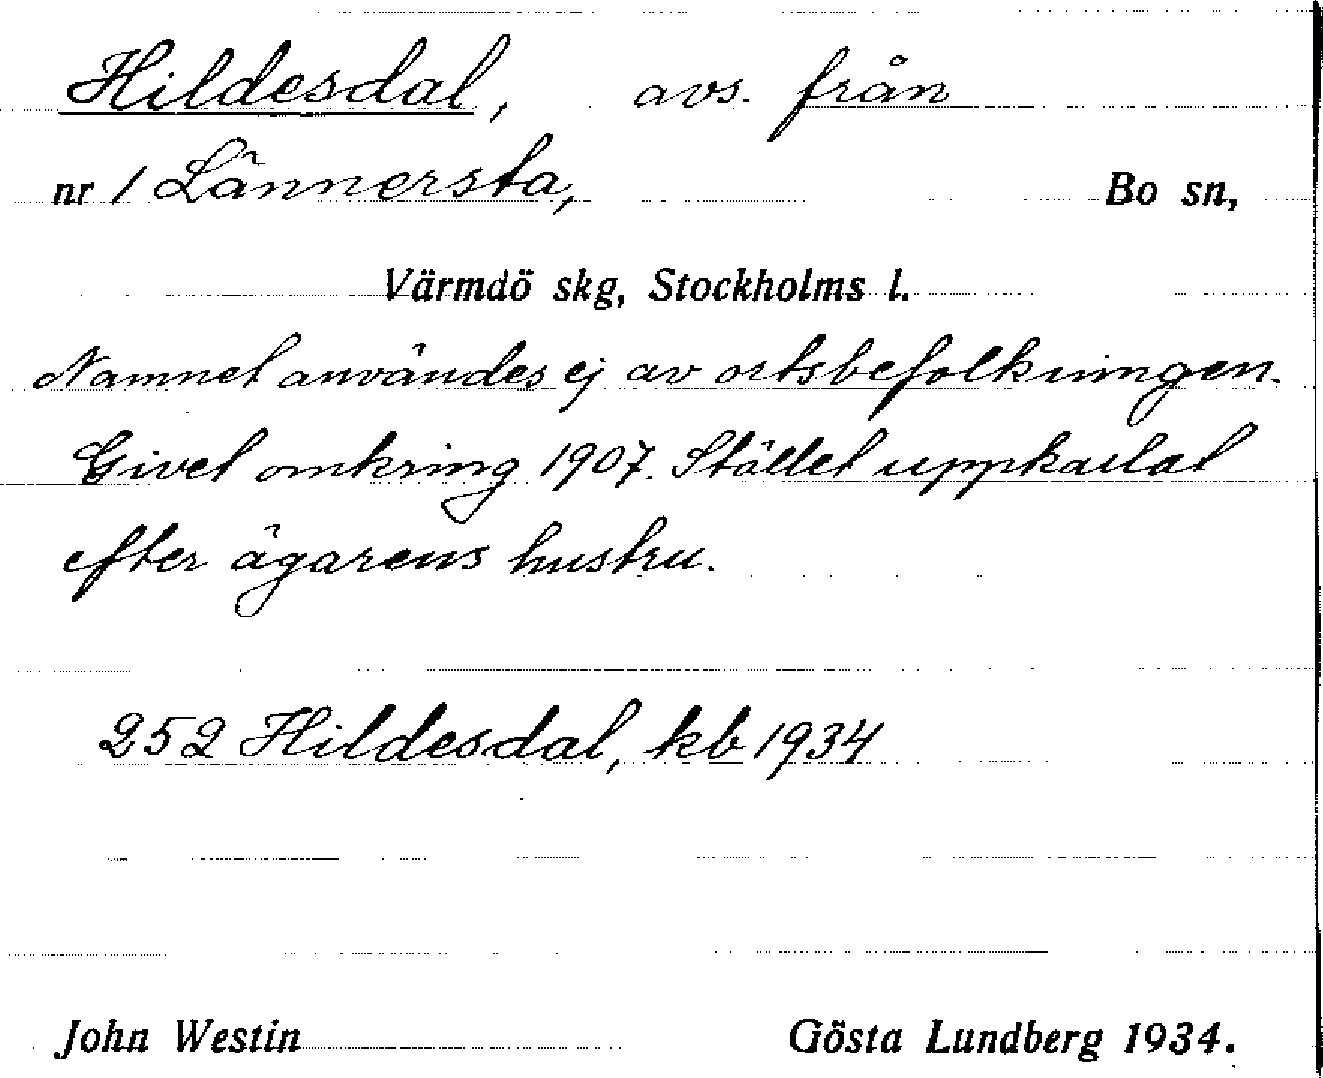 Hildesdal, avs. från
nr 1 Lännersta, Bo sn,
Värmdö skg, Stockholms l.
Namnet användes ej av ortsbefolkningen.
Givet omkring 1907. Stället uppkallat
efter ägarens hustru.
252 Hildesdal, kb 1934
John Westin Gösta Lundberg 1934.